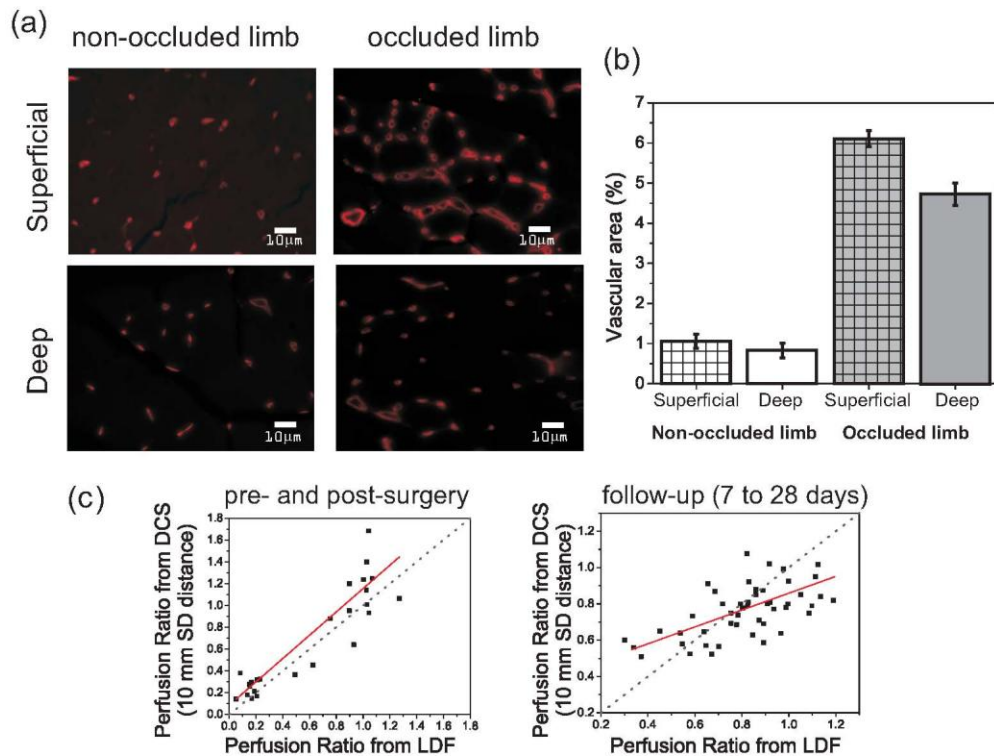 (a)
non-occluded limb
occluded limb
Superficial
10µm
10µm
Deep
10µm
10µm
(b)
Vascular area (%)
7
6
5
4
3
2
1
0
Superficial
Deep
Superficial
Deep
Non-occluded limb
Occluded limb
(c)
pre- and post-surgery
Perfusion Ratio from DCS
(10 mm SD distance)
1.8
1.6
1.4
1.2
1.0
0.8
0.6
0.4
0.2
0.0
0.0 0.2 0.4 0.6 0.8 1.0 1.2 1.4 1.6 1.8
Perfusion Ratio from LDF
follow-up (7 to 28 days)
Perfusion Ratio from DCS
(10 mm SD distance)
1.2
1.0
0.8
0.6
0.4
0.2
0.2 0.4 0.6 0.8 1.0 1.2
Perfusion Ratio from LDF